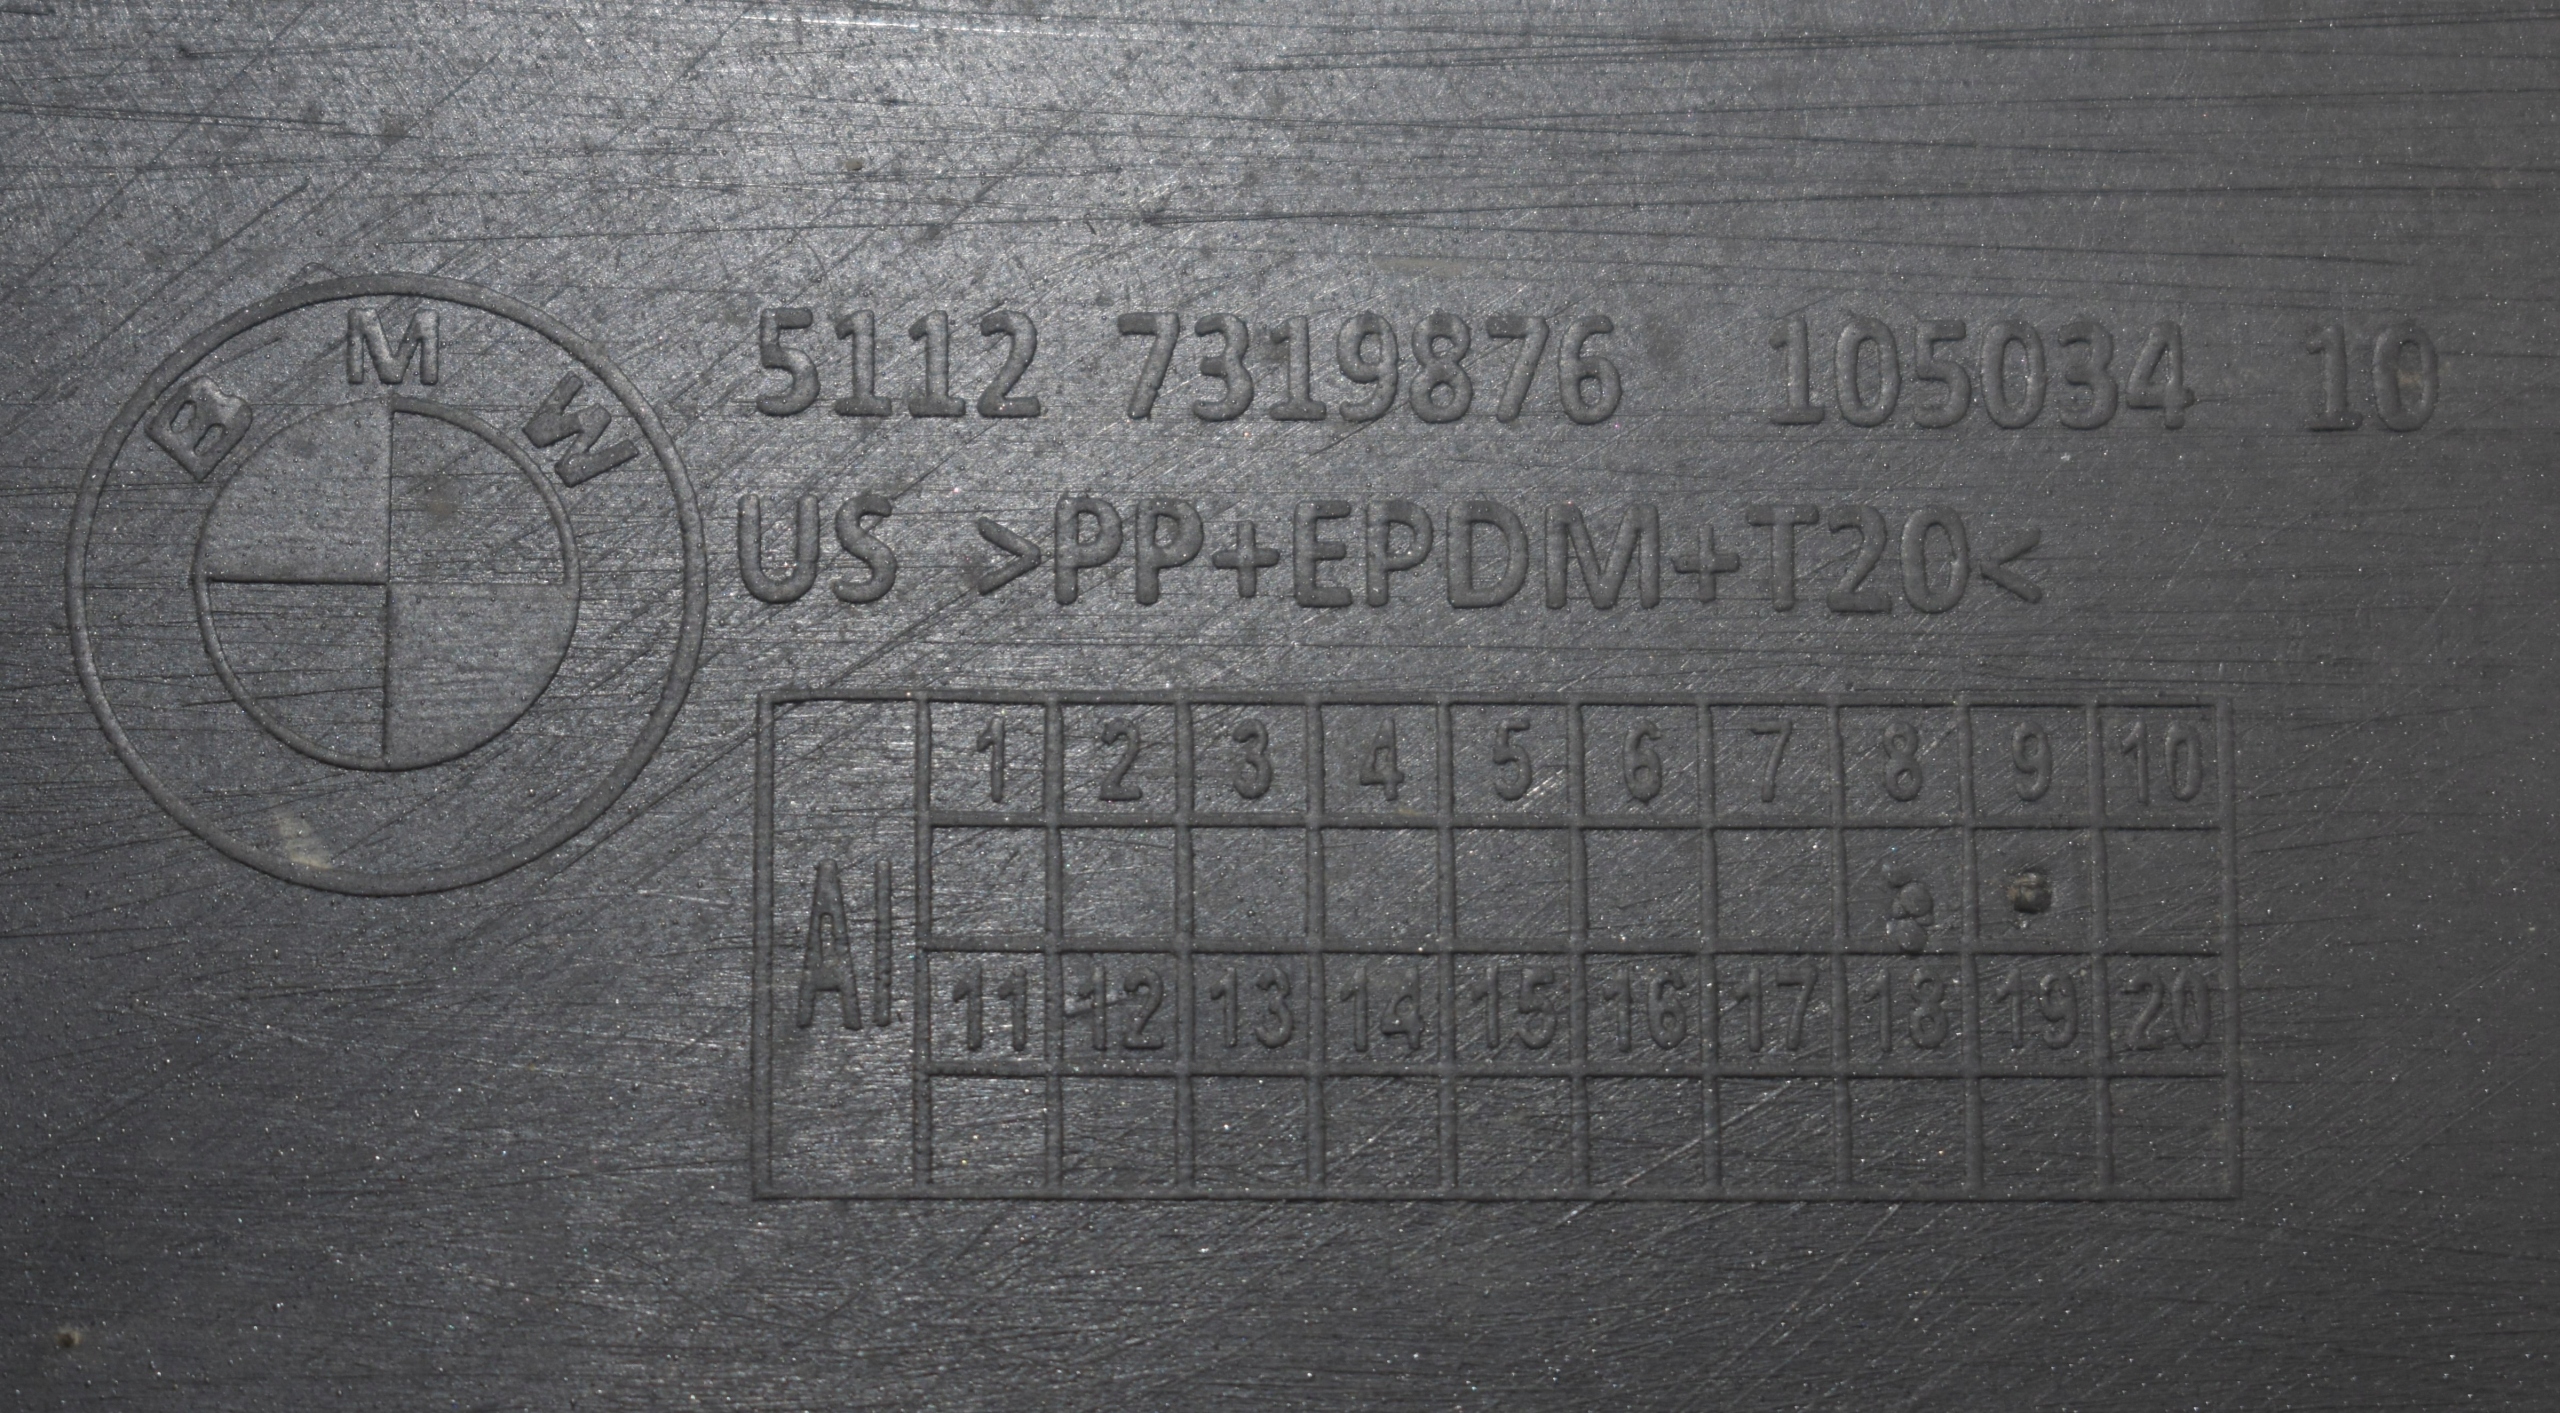 BMW
5112 7319876 105034 10
US >PP+EPDM+T20<
AI
1 2 3 4 5 6 7 8 9 10
11 12 13 14 15 16 17 18 19 20